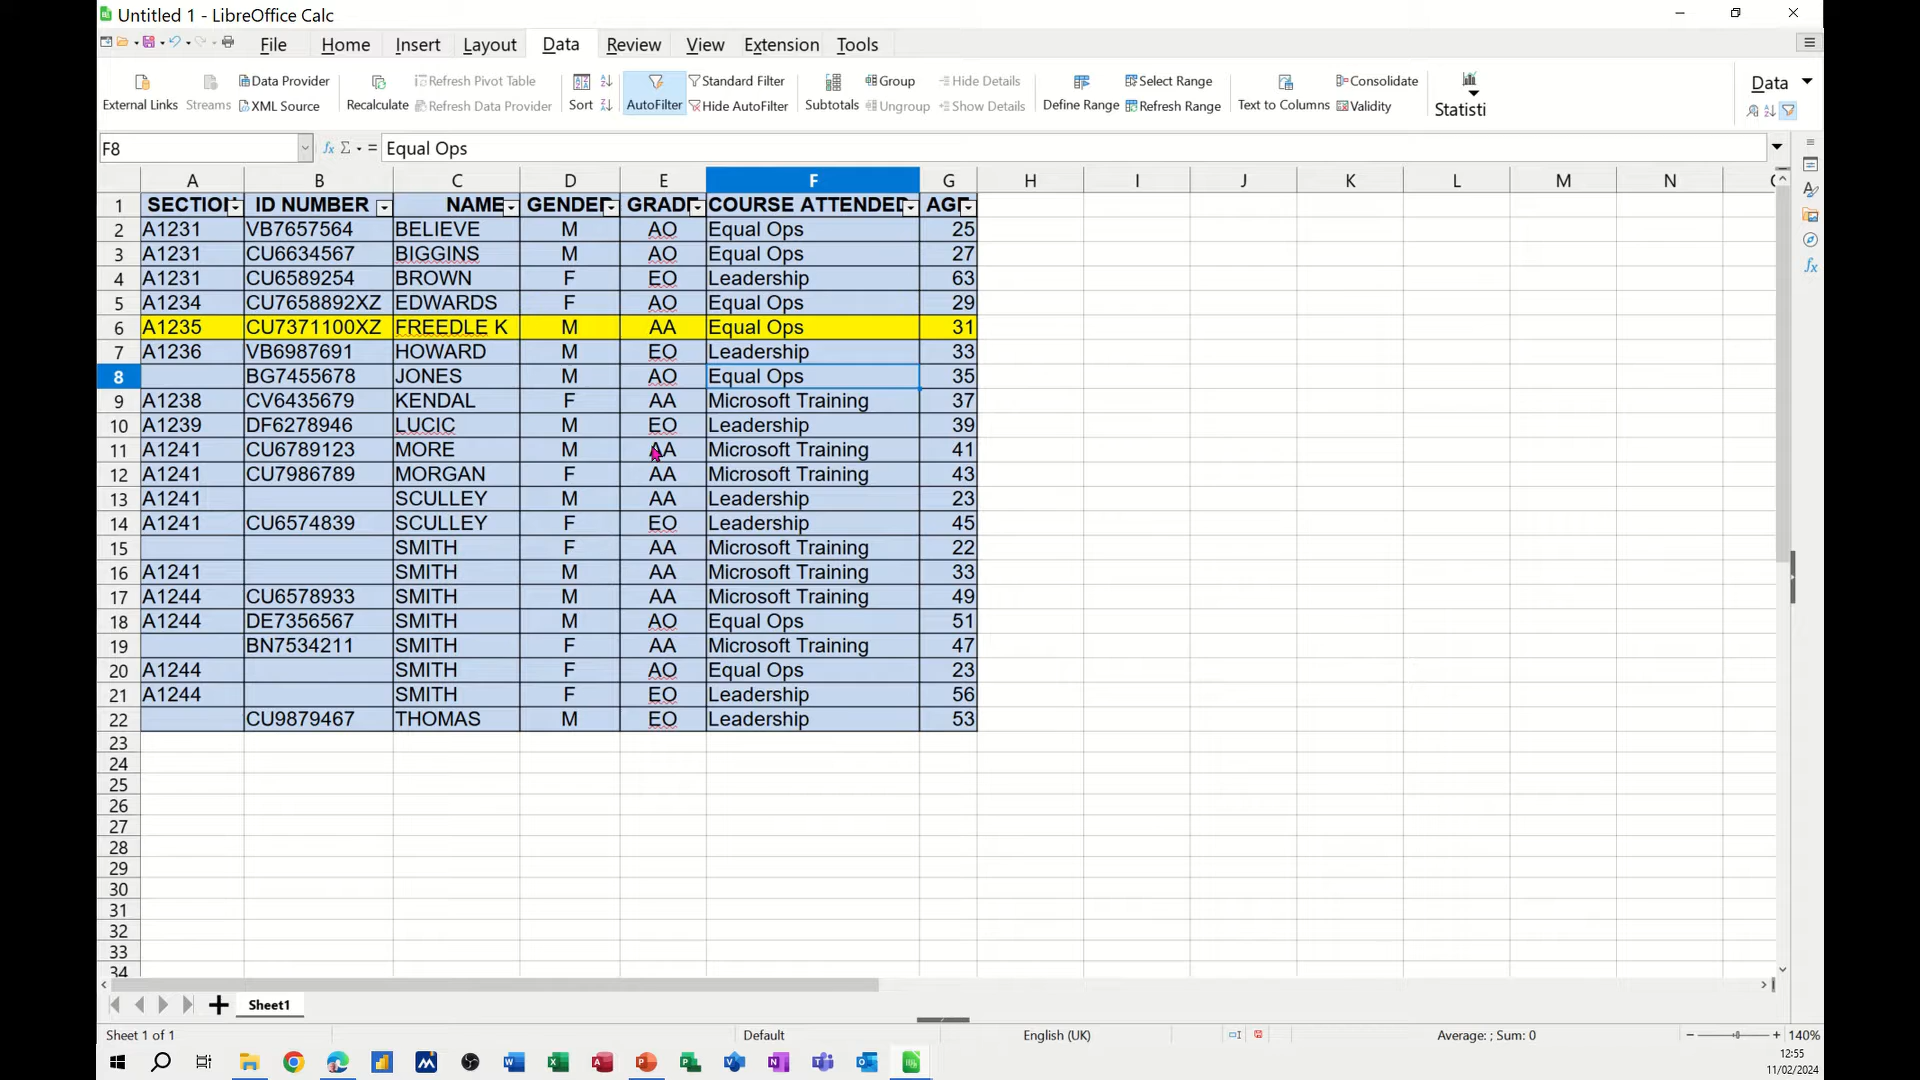 Untitled 1 - LibreOffice Calc
File Home Insert Layout Data Review View Extension Tools
External Links Streams Data Provider XML Source Recalculate Refresh Pivot Table Refresh Data Provider Sort AutoFilter Standard Filter Hide AutoFilter Subtotals Group Ungroup Hide Details Show Details Define Range Select Range Refresh Range Text to Columns Consolidate Validity Statisti Data
F8 fx Σ = Equal Ops
A B C D E F G H I J K L M N
1 SECTION ID NUMBER NAME GENDER GRADE COURSE ATTENDED AGE
2 A1231 VB7657564 BELIEVE M AO Equal Ops 25
3 A1231 CU6634567 BIGGINS M AO Equal Ops 27
4 A1231 CU6589254 BROWN F EO Leadership 63
5 A1234 CU7658892XZ EDWARDS F AO Equal Ops 29
6 A1235 CU7371100XZ FREEDLE K M AA Equal Ops 31
7 A1236 VB6987691 HOWARD M EO Leadership 33
8 BG7455678 JONES M AO Equal Ops 35
9 A1238 CV6435679 KENDAL F AA Microsoft Training 37
10 A1239 DF6278946 LUCIC M EO Leadership 39
11 A1241 CU6789123 MORE M AA Microsoft Training 41
12 A1241 CU7986789 MORGAN F AA Microsoft Training 43
13 A1241 SCULLEY M AA Leadership 23
14 A1241 CU6574839 SCULLEY F EO Leadership 45
15 SMITH F AA Microsoft Training 22
16 A1241 SMITH M AA Microsoft Training 33
17 A1244 CU6578933 SMITH M AA Microsoft Training 49
18 A1244 DE7356567 SMITH M AO Equal Ops 51
19 BN7534211 SMITH F AA Microsoft Training 47
20 A1244 SMITH F AO Equal Ops 23
21 A1244 SMITH F EO Leadership 56
22 CU9879467 THOMAS M EO Leadership 53
23
24
25
26
27
28
29
30
31
32
33
34
Sheet1
Sheet 1 of 1 Default English (UK) Average: ; Sum: 0 140%
12:55
11/02/2024